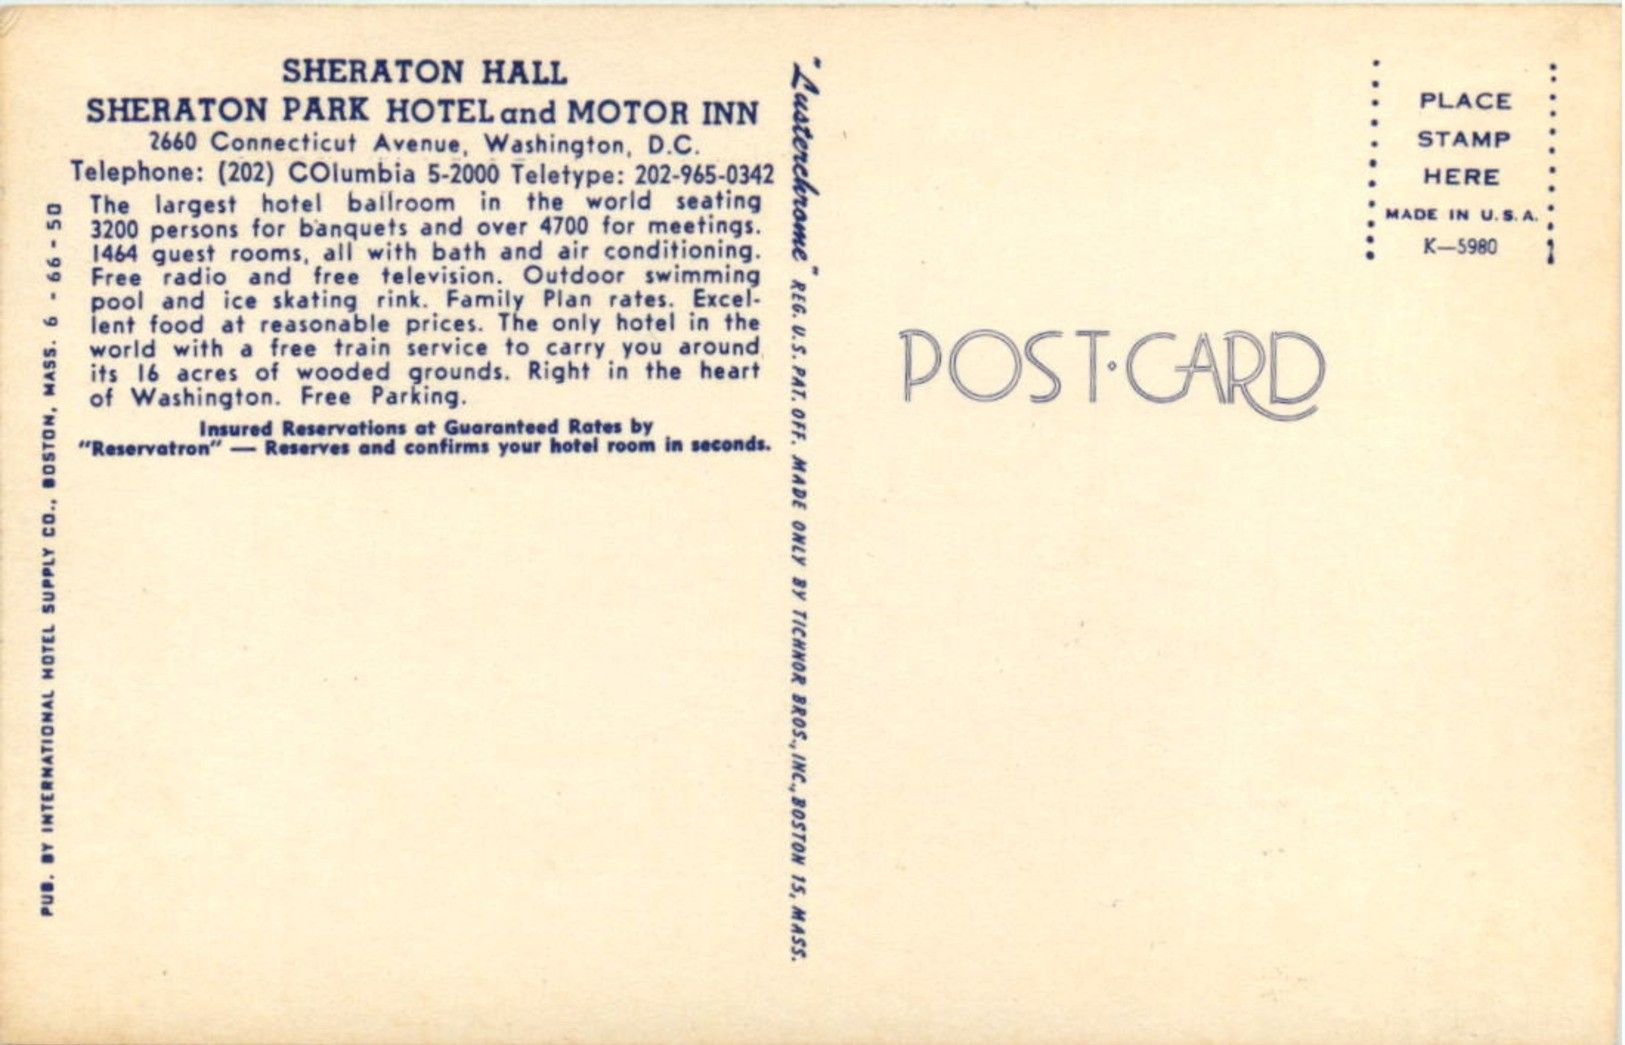 SHERATON HALL
SHERATON PARK HOTEL and MOTOR INN
2660 Connecticut Avenue, Washington, D.C.
Telephone: (202) COlumbia 5-2000 Teletype: 202-965-0342
The largest hotel ballroom in the world seating
3200 persons for banquets and over 4700 for meetings.
1464 guest rooms, all with bath and air conditioning.
Free radio and free television. Outdoor swimming
pool and ice skating rink. Family Plan rates. Excel-
lent food at reasonable prices. The only hotel in the
world with a free train service to carry you around
its 16 acres of wooded grounds. Right in the heart
of Washington. Free Parking.
Insured Reservations at Guaranteed Rates by
"Reservatron" — Reserves and confirms your hotel room in seconds.
PUB. BY INTERNATIONAL HOTEL SUPPLY CO., BOSTON, MASS. 6 - 66 - 50
"Lusterchrome" REG. U.S. PAT. OFF. MADE ONLY BY TICHNOR BROS., INC., BOSTON 15, MASS.
PLACE
STAMP
HERE
MADE IN U.S.A.
K—5980
POST·CARD